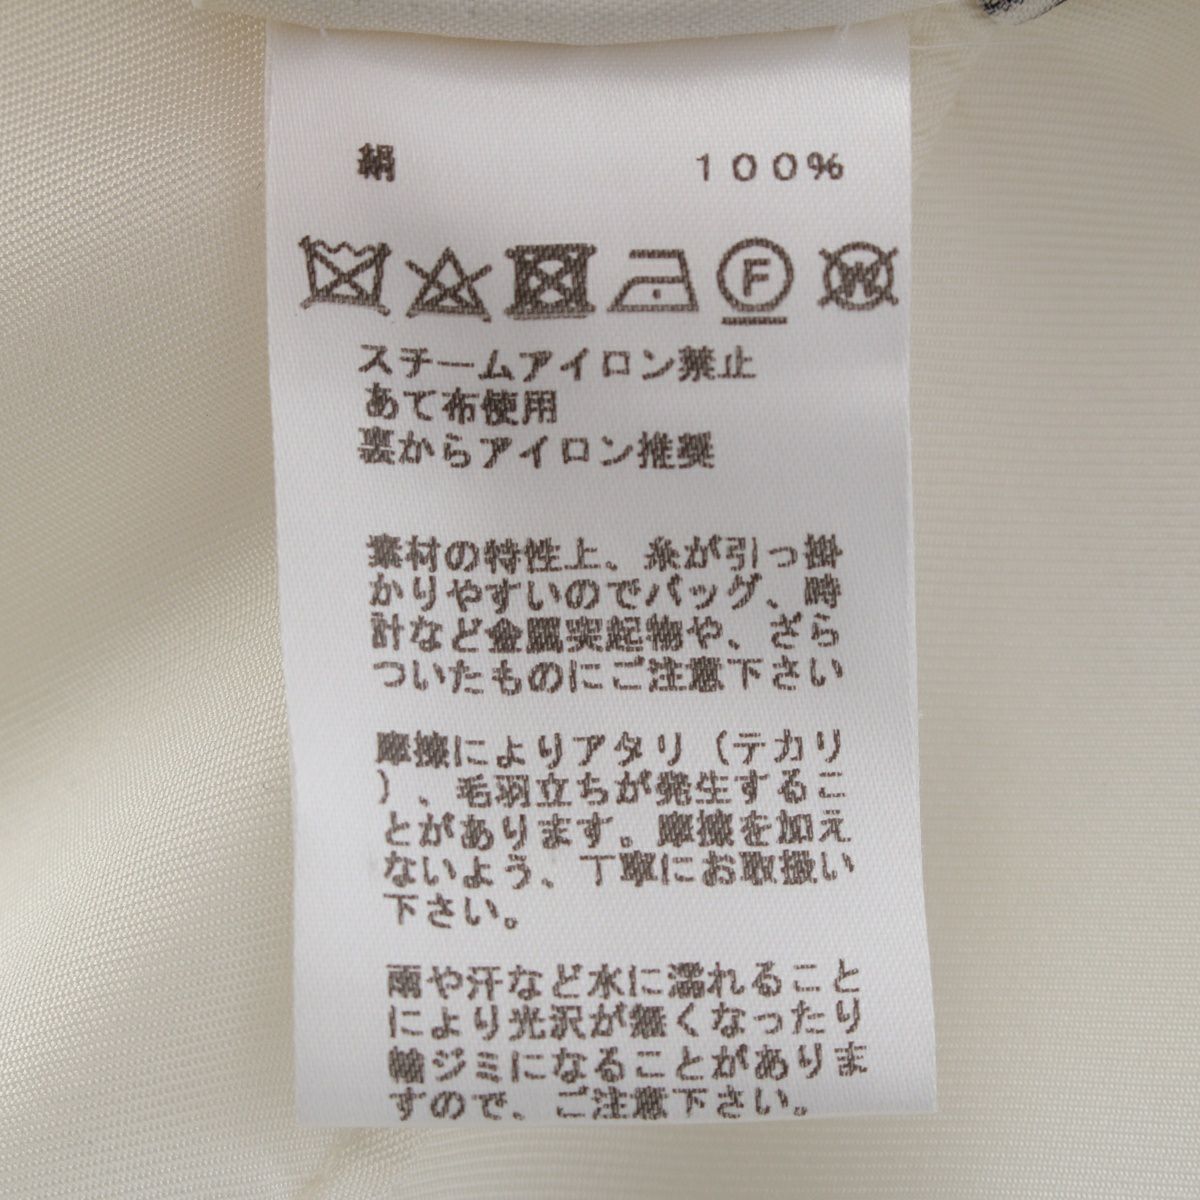 絹 １００％
F W
スチームアイロン禁止
あて布使用
裏からアイロン推奨
素材の特性上、糸が引っ掛
かりやすいのでバッグ、時
計など金属突起物や、ざら
ついたものにご注意下さい
摩擦によりアタリ（テカリ
）、毛羽立ちが発生するこ
とがあります。摩擦を加え
ないよう、丁寧にお取扱い
下さい。
雨や汗など水に濡れること
により光沢が無くなったり
輪ジミになることがありま
すので、ご注意下さい。